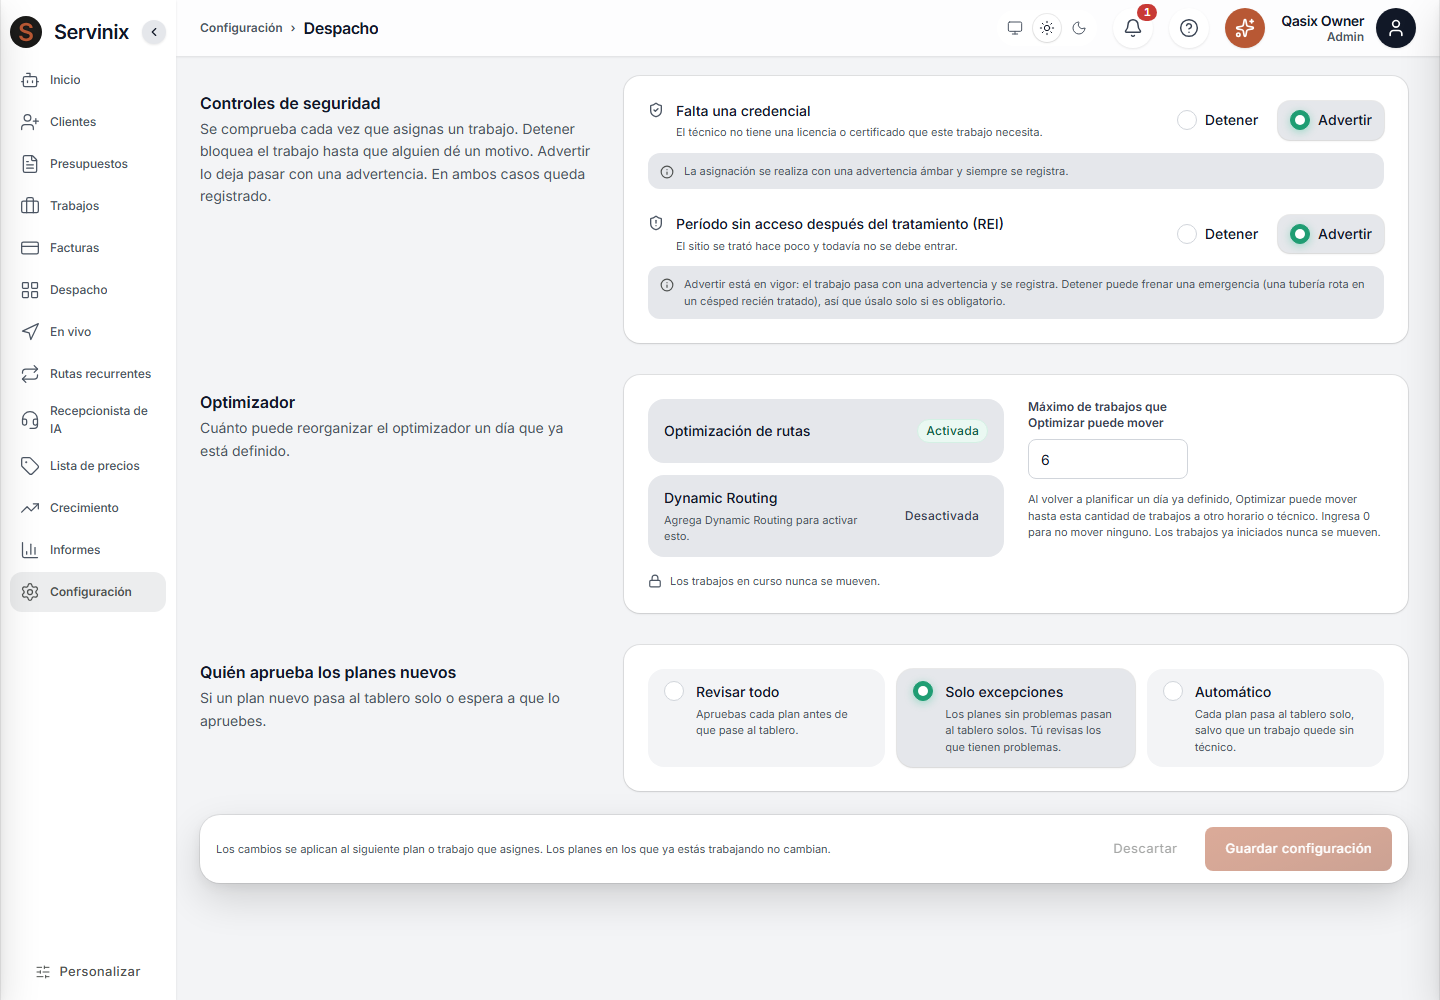 Servinix
Inicio
Clientes
Presupuestos
Trabajos
Facturas
Despacho
En vivo
Rutas recurrentes
Recepcionista de
IA
Lista de precios
Crecimiento
Informes
Configuración
Personalizar
Configuración › Despacho
1
Qasix Owner
Admin
Controles de seguridad
Se comprueba cada vez que asignas un trabajo. Detener
bloquea el trabajo hasta que alguien dé un motivo. Advertir
lo deja pasar con una advertencia. En ambos casos queda
registrado.
Falta una credencial
El técnico no tiene una licencia o certificado que este trabajo necesita.
Detener
Advertir
La asignación se realiza con una advertencia ámbar y siempre se registra.
Período sin acceso después del tratamiento (REI)
El sitio se trató hace poco y todavía no se debe entrar.
Detener
Advertir
Advertir está en vigor: el trabajo pasa con una advertencia y se registra. Detener puede frenar una emergencia (una tubería rota en
un césped recién tratado), así que úsalo solo si es obligatorio.
Optimizador
Cuánto puede reorganizar el optimizador un día que ya
está definido.
Optimización de rutas
Activada
Dynamic Routing
Agrega Dynamic Routing para activar
esto.
Desactivada
Los trabajos en curso nunca se mueven.
Máximo de trabajos que
Optimizar puede mover
6
Al volver a planificar un día ya definido, Optimizar puede mover
hasta esta cantidad de trabajos a otro horario o técnico. Ingresa 0
para no mover ninguno. Los trabajos ya iniciados nunca se mueven.
Quién aprueba los planes nuevos
Si un plan nuevo pasa al tablero solo o espera a que lo
apruebes.
Revisar todo
Apruebas cada plan antes de
que pase al tablero.
Solo excepciones
Los planes sin problemas pasan
al tablero solos. Tú revisas los
que tienen problemas.
Automático
Cada plan pasa al tablero solo,
salvo que un trabajo quede sin
técnico.
Los cambios se aplican al siguiente plan o trabajo que asignes. Los planes en los que ya estás trabajando no cambian.
Descartar
Guardar configuración